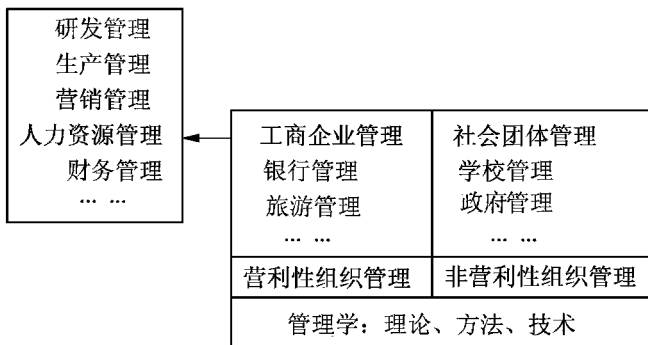 研发管理
生产管理
营销管理
人力资源管理
财务管理
... ...
工商企业管理
银行管理
旅游管理
... ...
社会团体管理
学校管理
政府管理
... ...
营利性组织管理
非营利性组织管理
管理学：理论、方法、技术